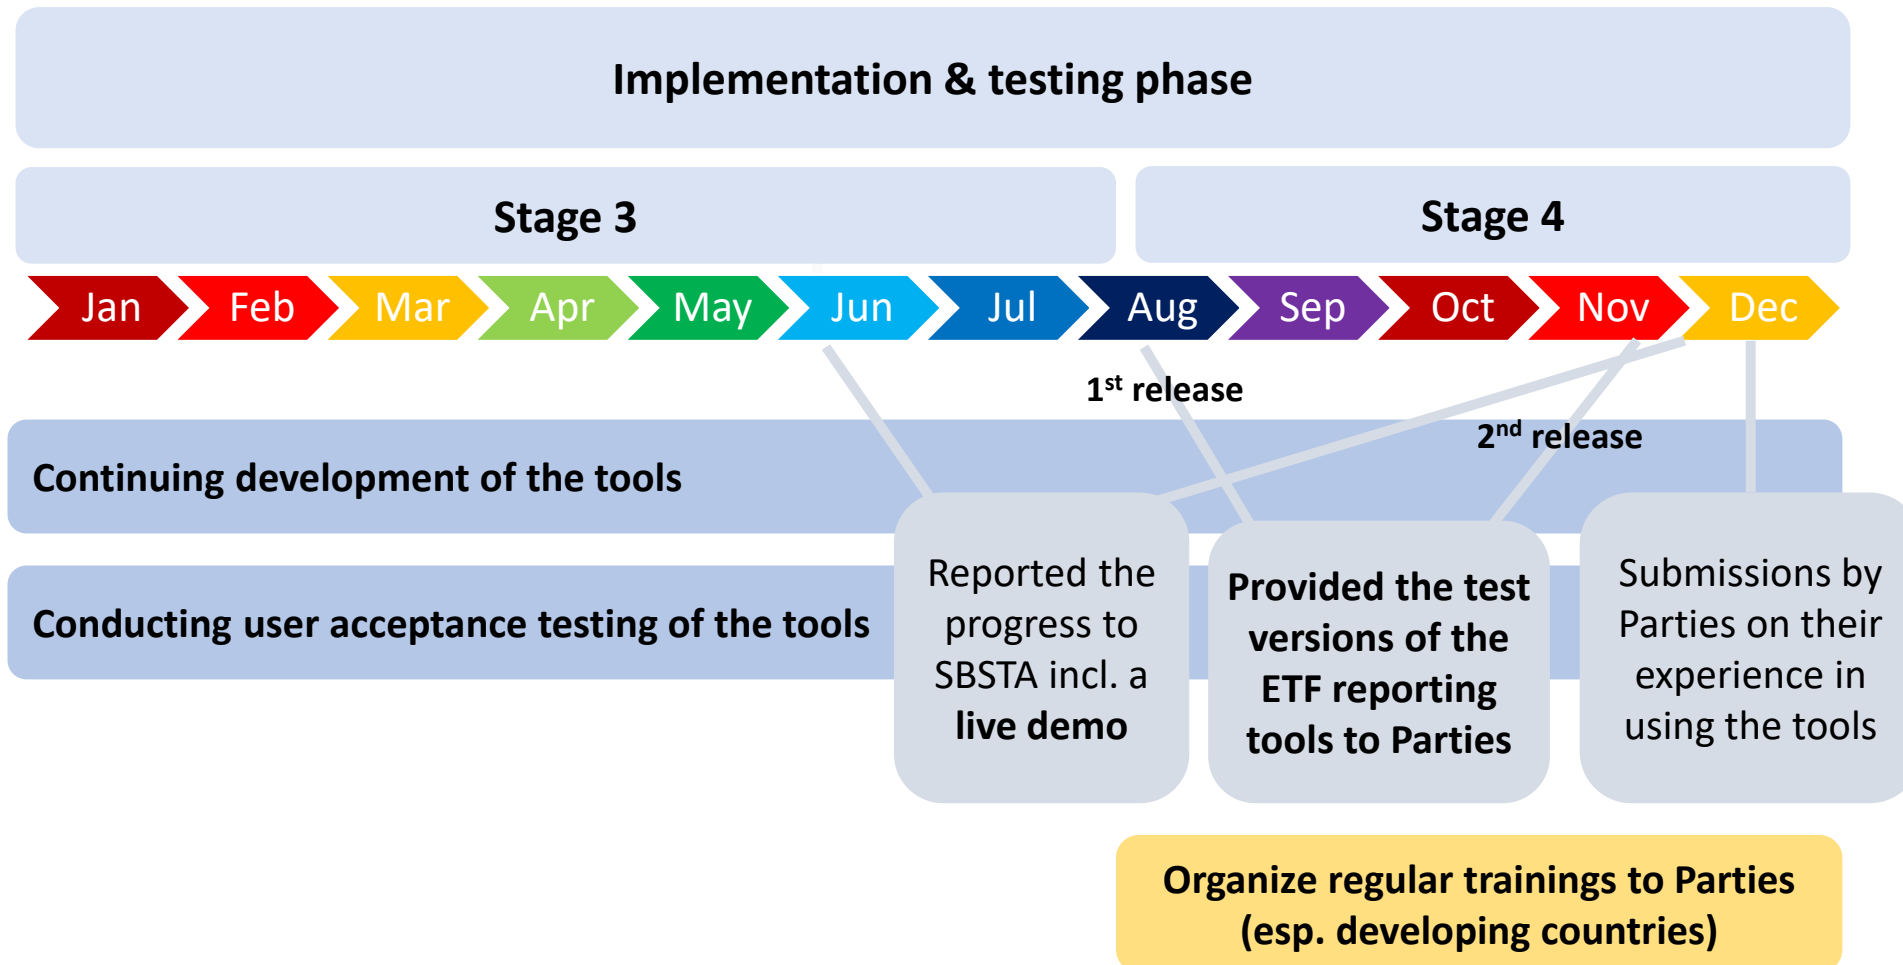 Implementation & testing phase
Stage 3
Stage 4
Jan
Feb
Mar
Apr
May
Jun
Jul
Aug
Sep
Oct
Nov
Dec
1st release
2nd release
Continuing development of the tools
Conducting user acceptance testing of the tools
Reported the
progress to
SBSTA incl. a
live demo
Provided the test
versions of the
ETF reporting
tools to Parties
Submissions by
Parties on their
experience in
using the tools
Organize regular trainings to Parties
(esp. developing countries)